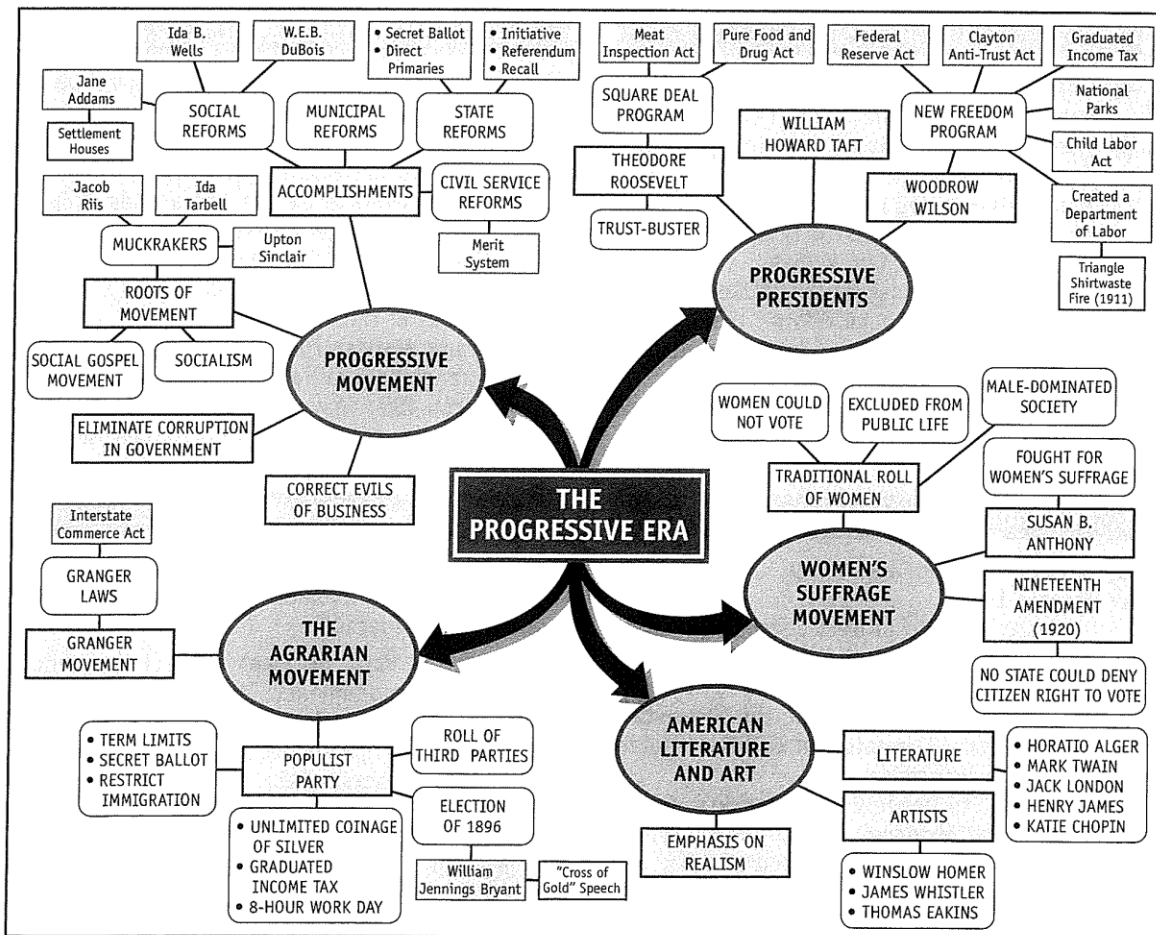 Ida B.
Wells
W.E.B.
DuBois
• Secret Ballot
• Direct
Primaries
• Initiative
• Referendum
• Recall
Jane
Addams
Settlement
Houses
SOCIAL
REFORMS
MUNICIPAL
REFORMS
STATE
REFORMS
ACCOMPLISHMENTS
CIVIL SERVICE
REFORMS
Merit
System
Jacob
Riis
Ida
Tarbell
MUCKRAKERS
Upton
Sinclair
ROOTS OF
MOVEMENT
SOCIAL GOSPEL
MOVEMENT
SOCIALISM
PROGRESSIVE
MOVEMENT
ELIMINATE CORRUPTION
IN GOVERNMENT
CORRECT EVILS
OF BUSINESS
Meat
Inspection Act
Pure Food and
Drug Act
SQUARE DEAL
PROGRAM
THEODORE
ROOSEVELT
TRUST-BUSTER
WILLIAM
HOWARD TAFT
Federal
Reserve Act
Clayton
Anti-Trust Act
Graduated
Income Tax
NEW FREEDOM
PROGRAM
National
Parks
Child Labor
Act
Created a
Department
of Labor
Triangle
Shirtwaste
Fire (1911)
WOODROW
WILSON
PROGRESSIVE
PRESIDENTS
THE
PROGRESSIVE ERA
WOMEN COULD
NOT VOTE
EXCLUDED FROM
PUBLIC LIFE
MALE-DOMINATED
SOCIETY
TRADITIONAL ROLL
OF WOMEN
FOUGHT FOR
WOMEN'S SUFFRAGE
SUSAN B.
ANTHONY
WOMEN'S
SUFFRAGE
MOVEMENT
NINETEENTH
AMENDMENT
(1920)
NO STATE COULD DENY
CITIZEN RIGHT TO VOTE
Interstate
Commerce Act
GRANGER
LAWS
GRANGER
MOVEMENT
THE
AGRARIAN
MOVEMENT
• TERM LIMITS
• SECRET BALLOT
• RESTRICT
IMMIGRATION
POPULIST
PARTY
ROLL OF
THIRD PARTIES
• UNLIMITED COINAGE
OF SILVER
• GRADUATED
INCOME TAX
• 8-HOUR WORK DAY
ELECTION
OF 1896
William
Jennings Bryant
"Cross of
Gold" Speech
AMERICAN
LITERATURE
AND ART
LITERATURE
• HORATIO ALGER
• MARK TWAIN
• JACK LONDON
• HENRY JAMES
• KATIE CHOPIN
ARTISTS
EMPHASIS ON
REALISM
• WINSLOW HOMER
• JAMES WHISTLER
• THOMAS EAKINS